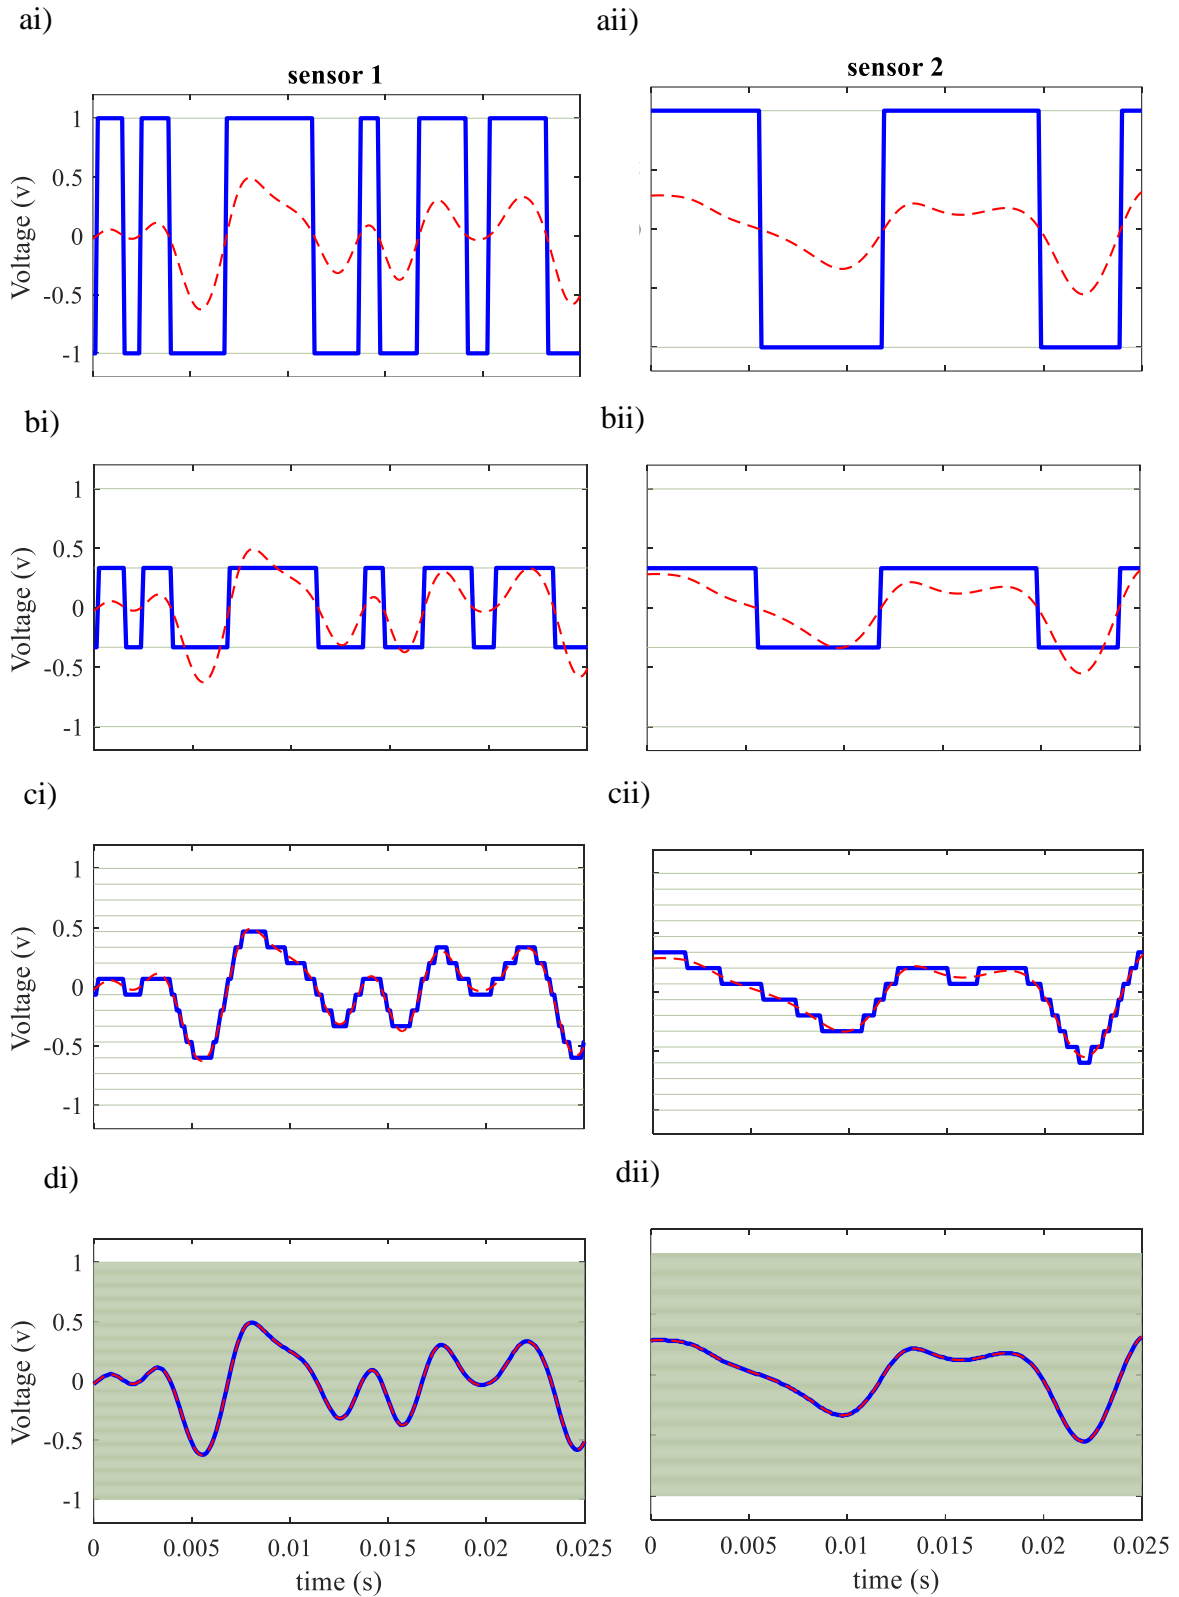 ai)
aii)
sensor 1
sensor 2
1
0.5
0
-0.5
-1
Voltage (v)
bi)
bii)
1
0.5
0
-0.5
-1
Voltage (v)
ci)
cii)
1
0.5
0
-0.5
-1
Voltage (v)
di)
dii)
1
0.5
0
-0.5
-1
Voltage (v)
0 0.005 0.01 0.015 0.02 0.025
0 0.005 0.01 0.015 0.02 0.025
time (s)
time (s)